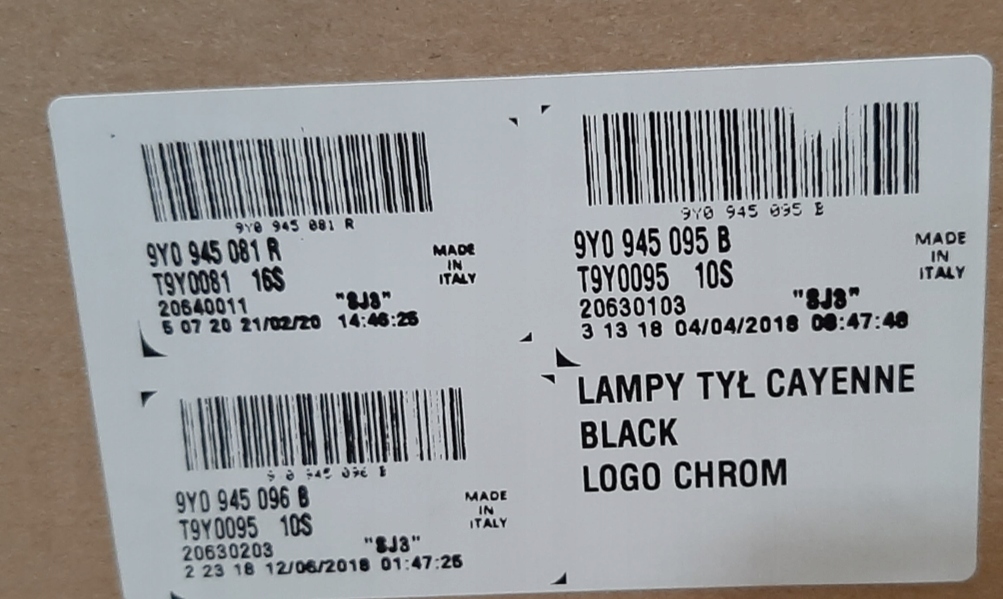 9Y0 945 081 R
9Y0 945 081 R
T9Y0081 16S
20640011
"8J3"
5 07 20 21/02/20 14:46:25
MADE
IN
ITALY
9Y0 945 095 B
9Y0 945 095 B
T9Y0095 10S
20630103
"8J3"
3 13 18 04/04/2018 08:47:48
MADE
IN
ITALY
9Y0 945 096 B
T9Y0095 10S
20630203
"8J3"
2 23 18 12/06/2018 01:47:25
MADE
IN
ITALY
LAMPY TYŁ CAYENNE
BLACK
LOGO CHROM